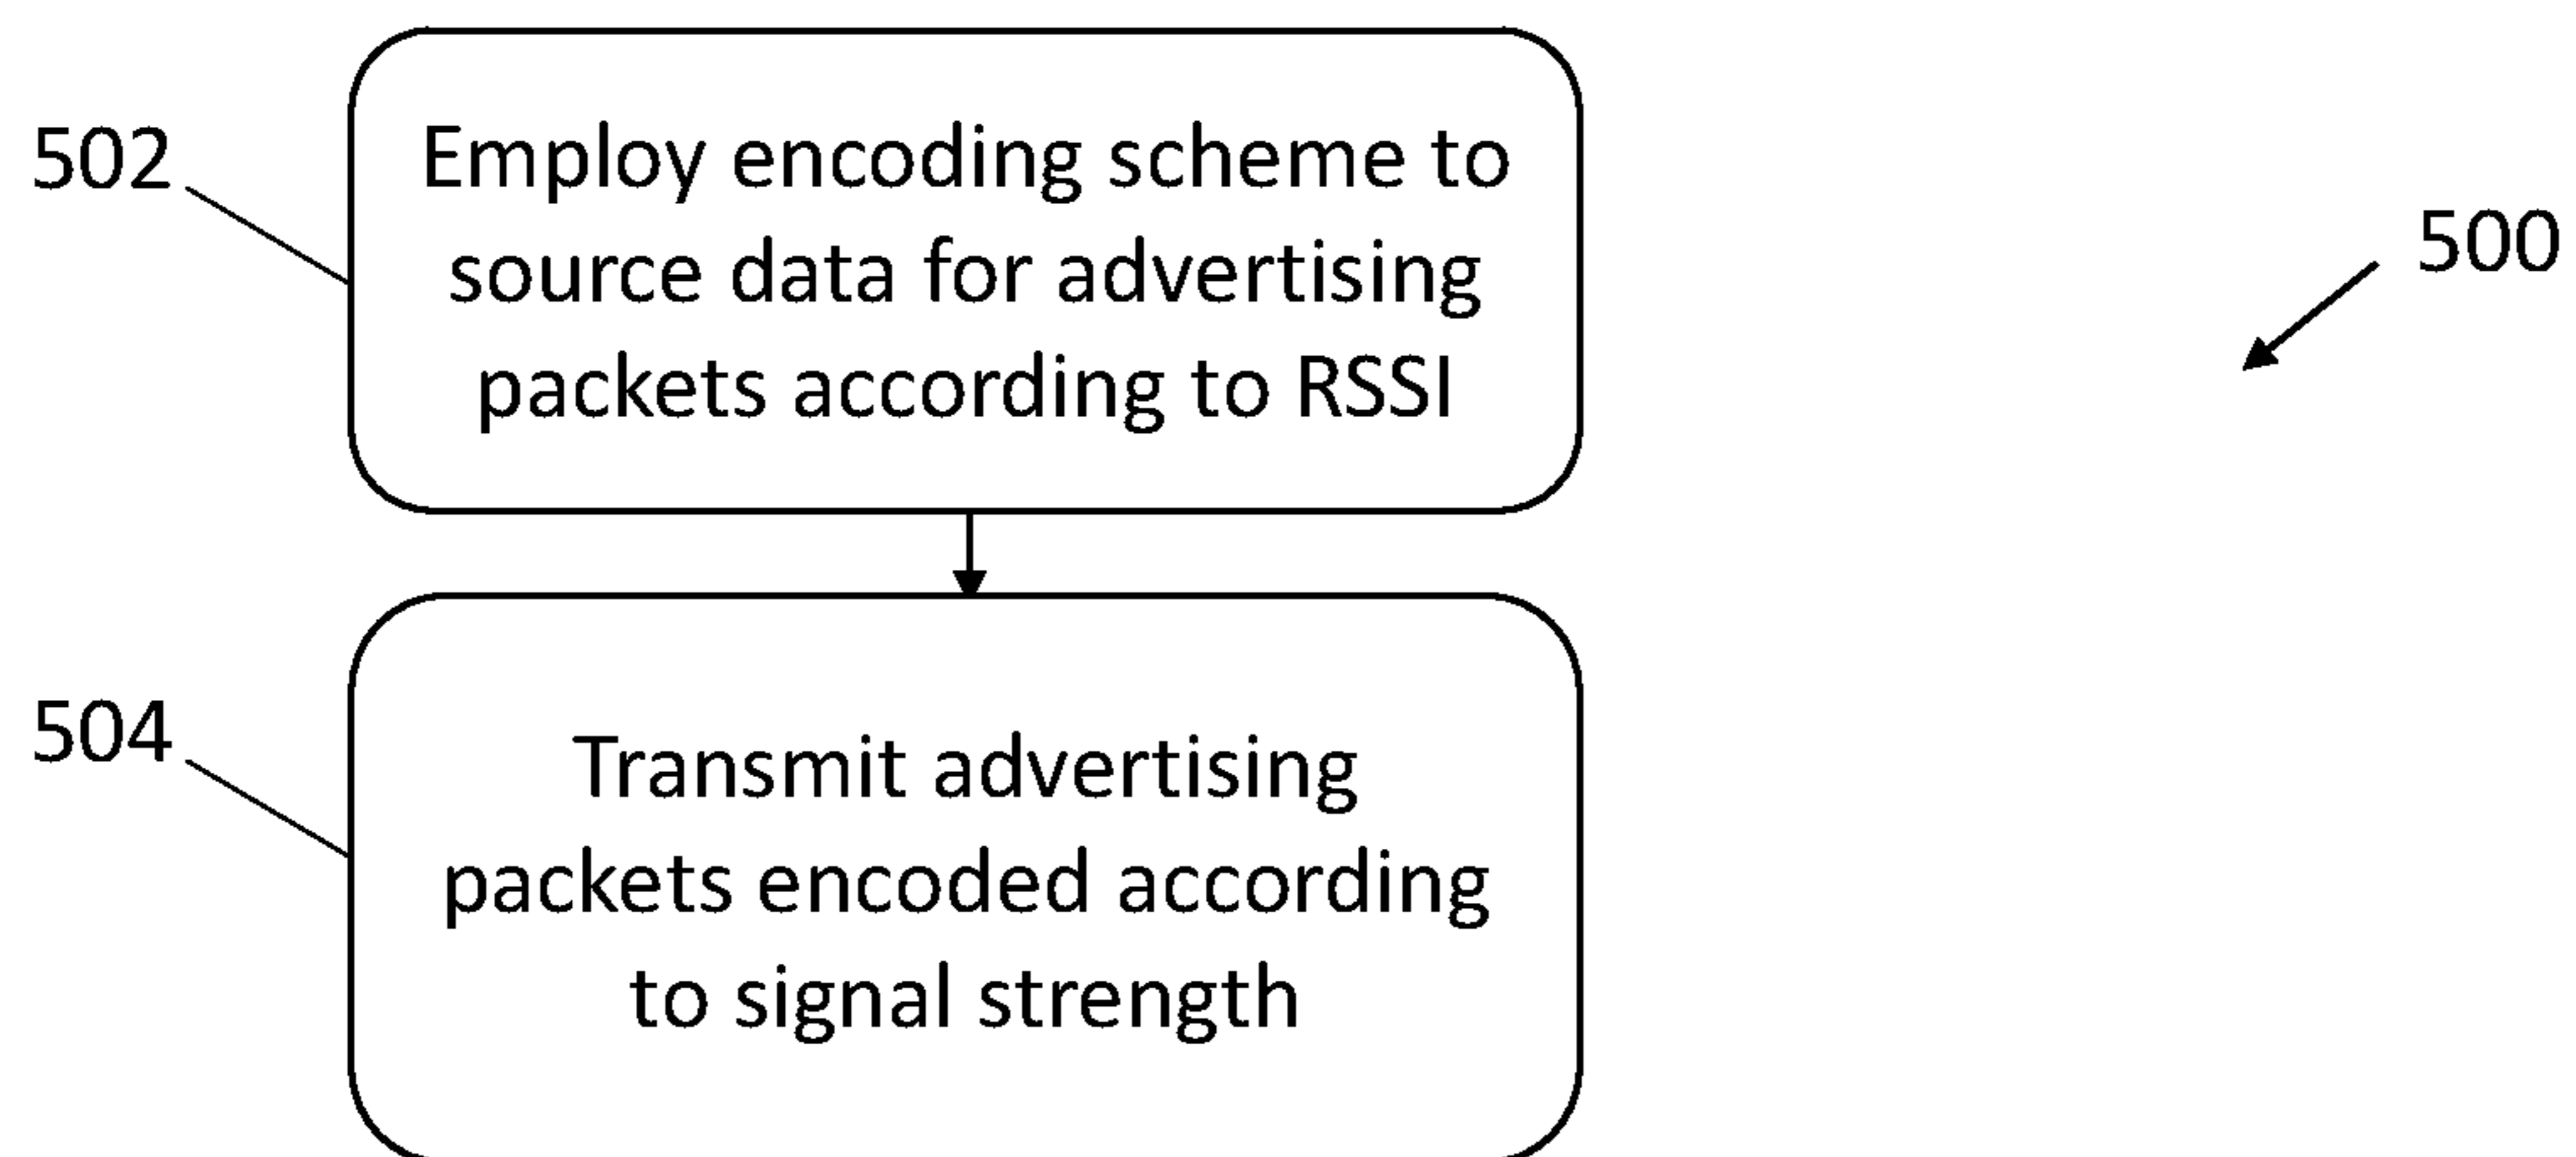 502
Employ encoding scheme to
source data for advertising
packets according to RSSI
500
504
Transmit advertising
packets encoded according
to signal strength